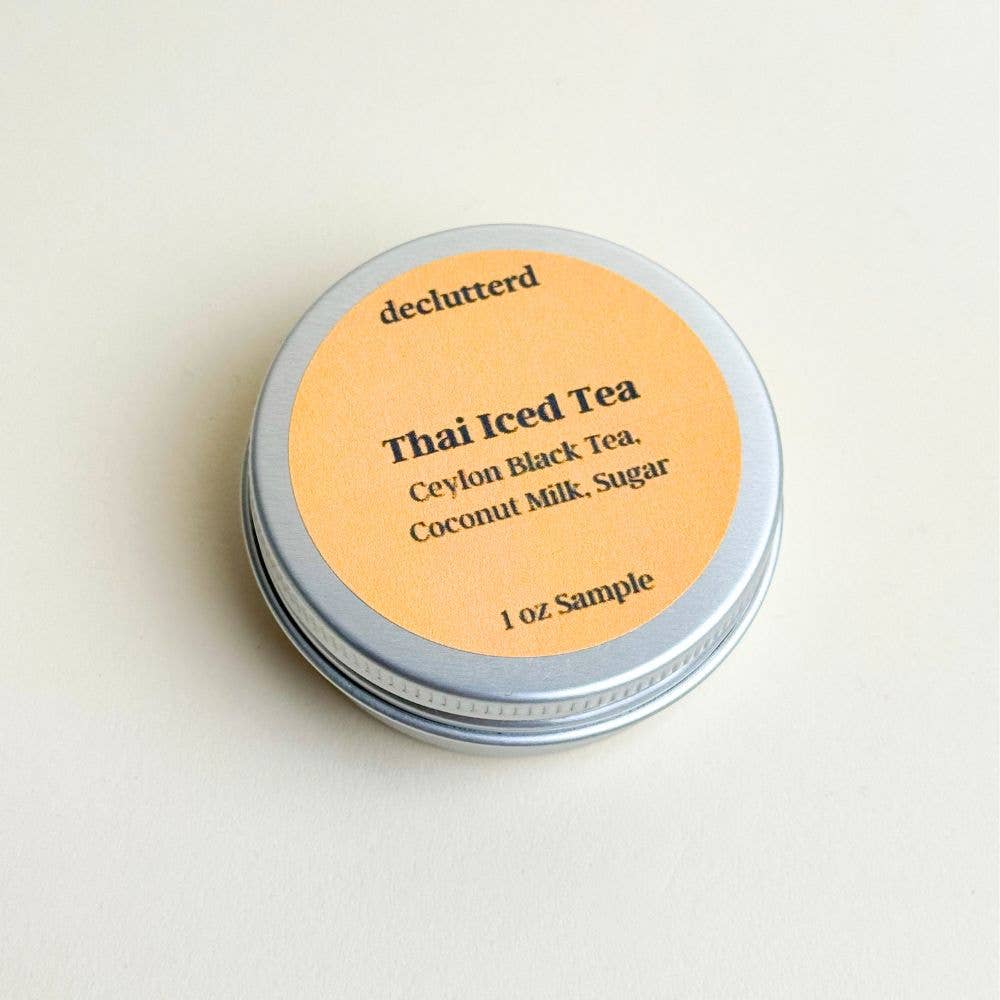 declutterd
Thai Iced Tea
Ceylon Black Tea,
Coconut Milk, Sugar
1 oz Sample